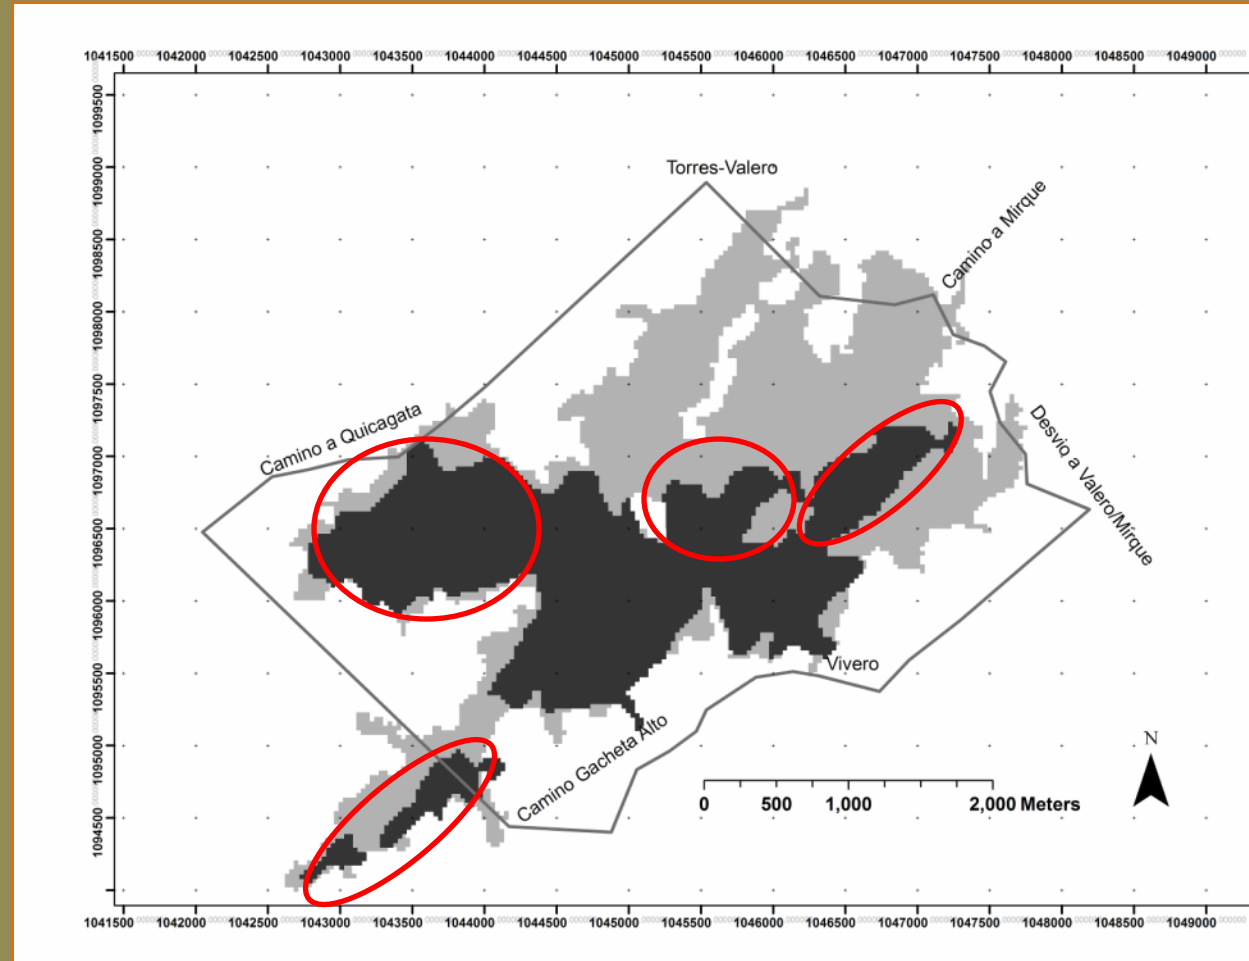 1041500 1042000 1042500 1043000 1043500 1044000 1044500 1045000 1045500 1046000 1046500 1047000 1047500 1048000 1048500 1049000
1099500
1099000
1098500
1098000
1097500
1097000
1096500
1096000
1095500
1095000
1094500
Torres-Valero
Camino a Mirque
Camino a Quicagata
Desvio a Valero/Mirque
Vivero
Camino Gacheta Alto
N
0 500 1,000 2,000 Meters
1041500 1042000 1042500 1043000 1043500 1044000 1044500 1045000 1045500 1046000 1046500 1047000 1047500 1048000 1048500 1049000